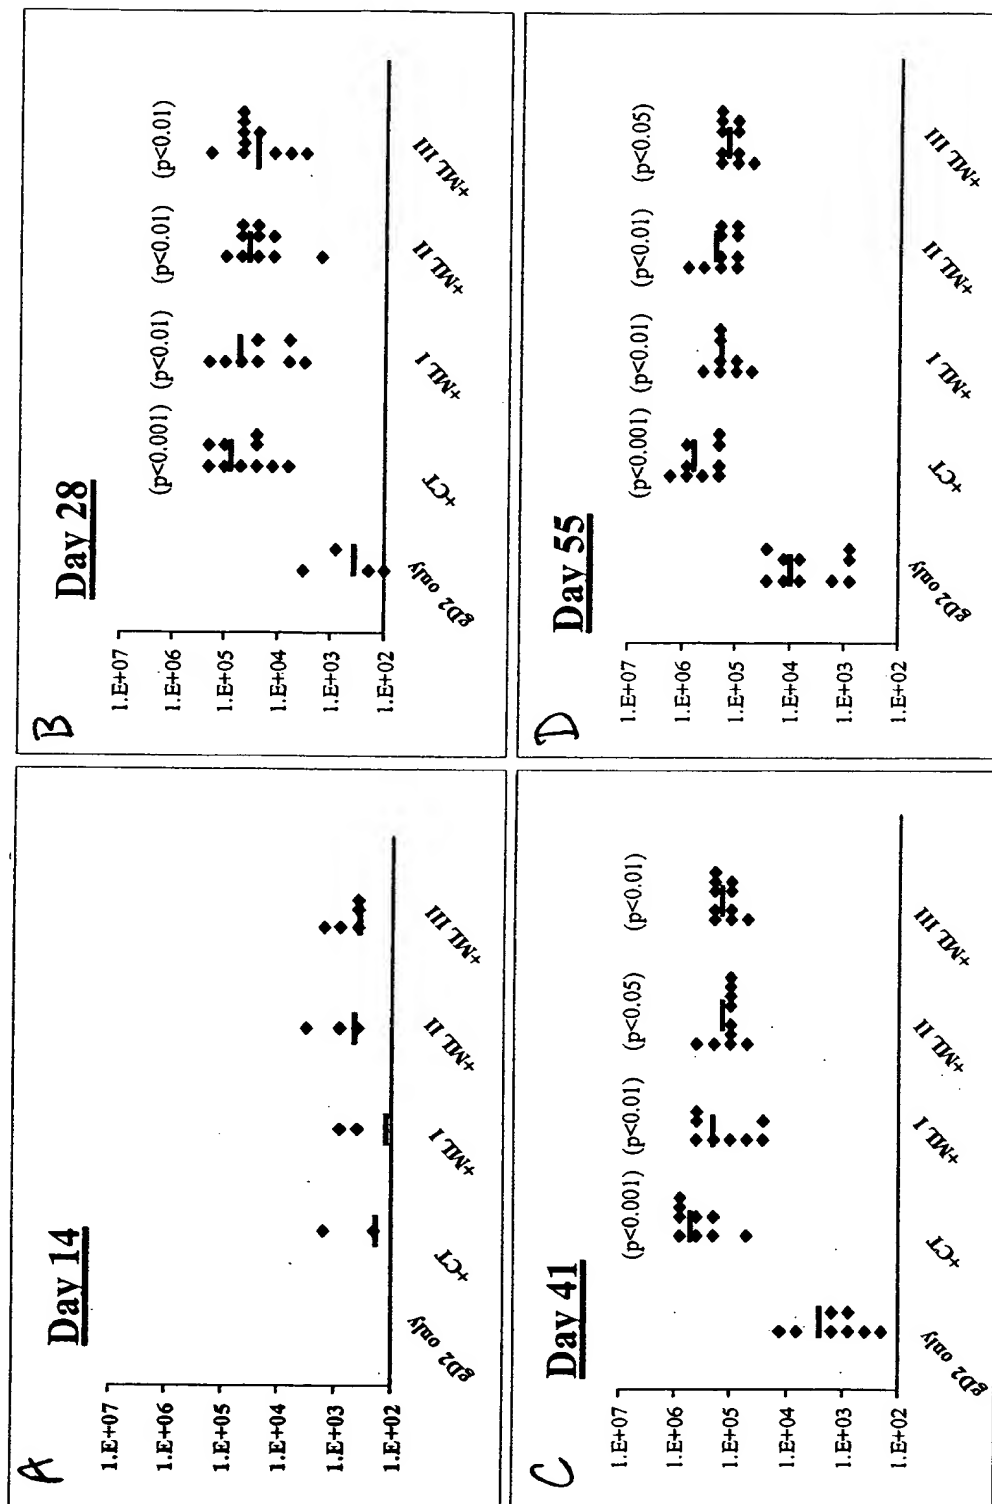 A
Day 14
1.E+07
1.E+06
1.E+05
1.E+04
1.E+03
1.E+02
gD2 only
+CT
+ML I
+ML II
+ML III
B
Day 28
1.E+07
1.E+06
1.E+05
1.E+04
1.E+03
1.E+02
(p<0.001) (p<0.01) (p<0.01) (p<0.01)
gD2 only
+CT
+ML I
+ML II
+ML III
C
Day 41
1.E+07
1.E+06
1.E+05
1.E+04
1.E+03
1.E+02
(p<0.001) (p<0.01) (p<0.05) (p<0.01)
gD2 only
+CT
+ML I
+ML II
+ML III
D
Day 55
1.E+07
1.E+06
1.E+05
1.E+04
1.E+03
1.E+02
(p<0.001) (p<0.01) (p<0.01) (p<0.05)
gD2 only
+CT
+ML I
+ML II
+ML III